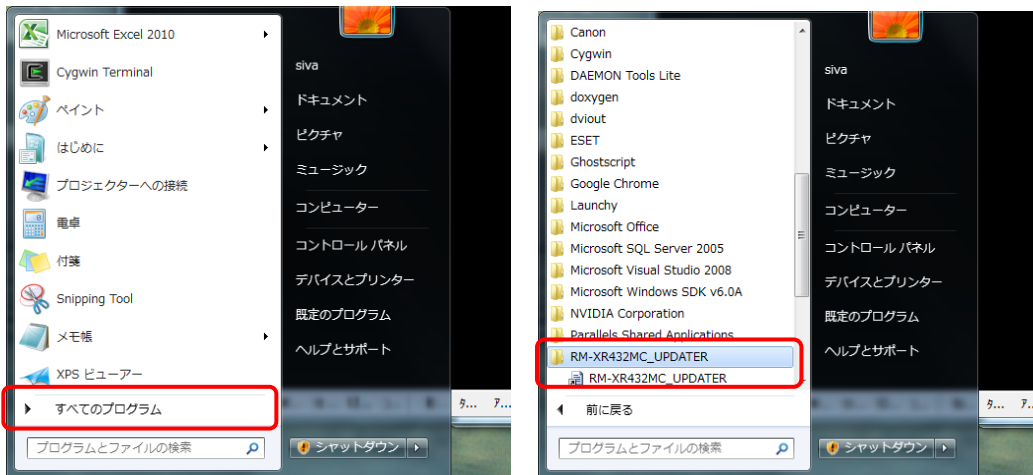 Microsoft Excel 2010
Cygwin Terminal
ペイント
はじめに
プロジェクターへの接続
電卓
付箋
Snipping Tool
メモ帳
XPS ビューアー
すべてのプログラム
プログラムとファイルの検索
siva
ドキュメント
ピクチャ
ミュージック
コンピューター
コントロール パネル
デバイスとプリンター
既定のプログラム
ヘルプとサポート
シャットダウン
タ... ア...
Canon
Cygwin
DAEMON Tools Lite
doxygen
dviout
ESET
Ghostscript
Google Chrome
Launchy
Microsoft Office
Microsoft SQL Server 2005
Microsoft Visual Studio 2008
Microsoft Windows SDK v6.0A
NVIDIA Corporation
Parallels Shared Applications
RM-XR432MC_UPDATER
RM-XR432MC_UPDATER
前に戻る
プログラムとファイルの検索
siva
ドキュメント
ピクチャ
ミュージック
コンピューター
コントロール パネル
デバイスとプリンター
既定のプログラム
ヘルプとサポート
シャットダウン
タ...